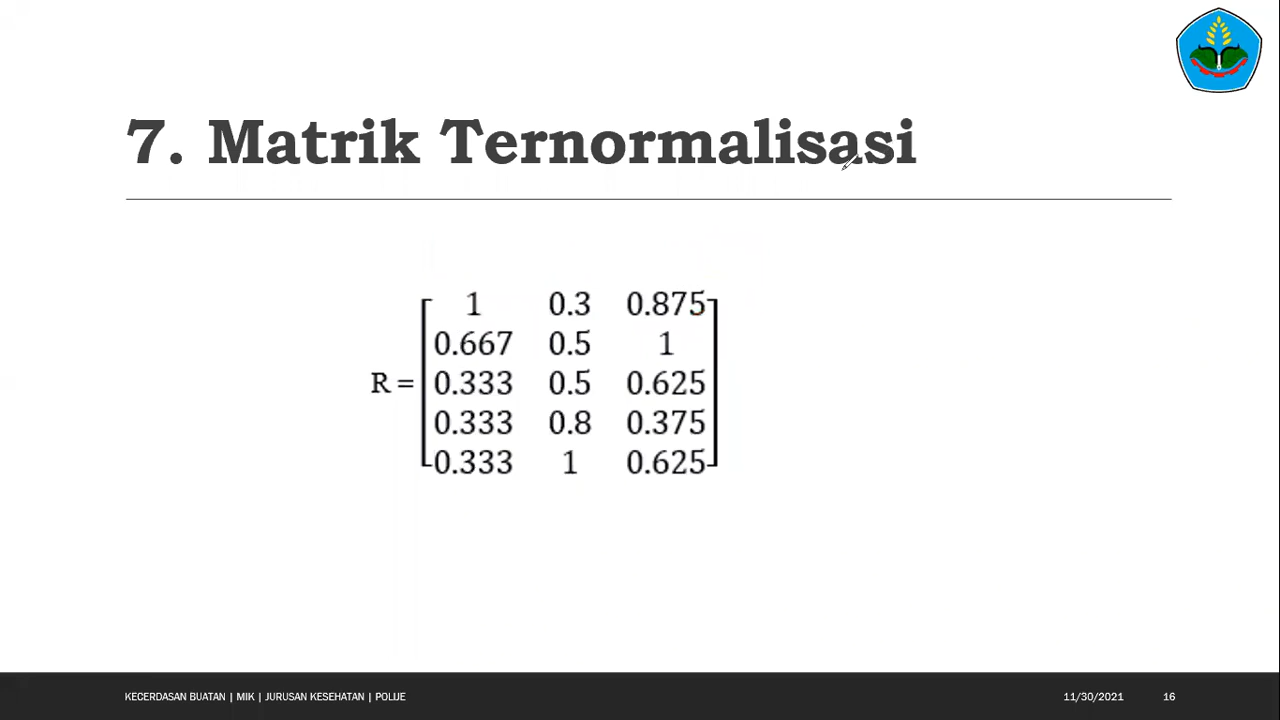 7. Matrik Ternormalisasi
1 0.3 0.875
0.667 0.5 1
R = 0.333 0.5 0.625
0.333 0.8 0.375
0.333 1 0.625
KECERDASAN BUATAN | MIK | JURUSAN KESEHATAN | POLIJE 11/30/2021 16